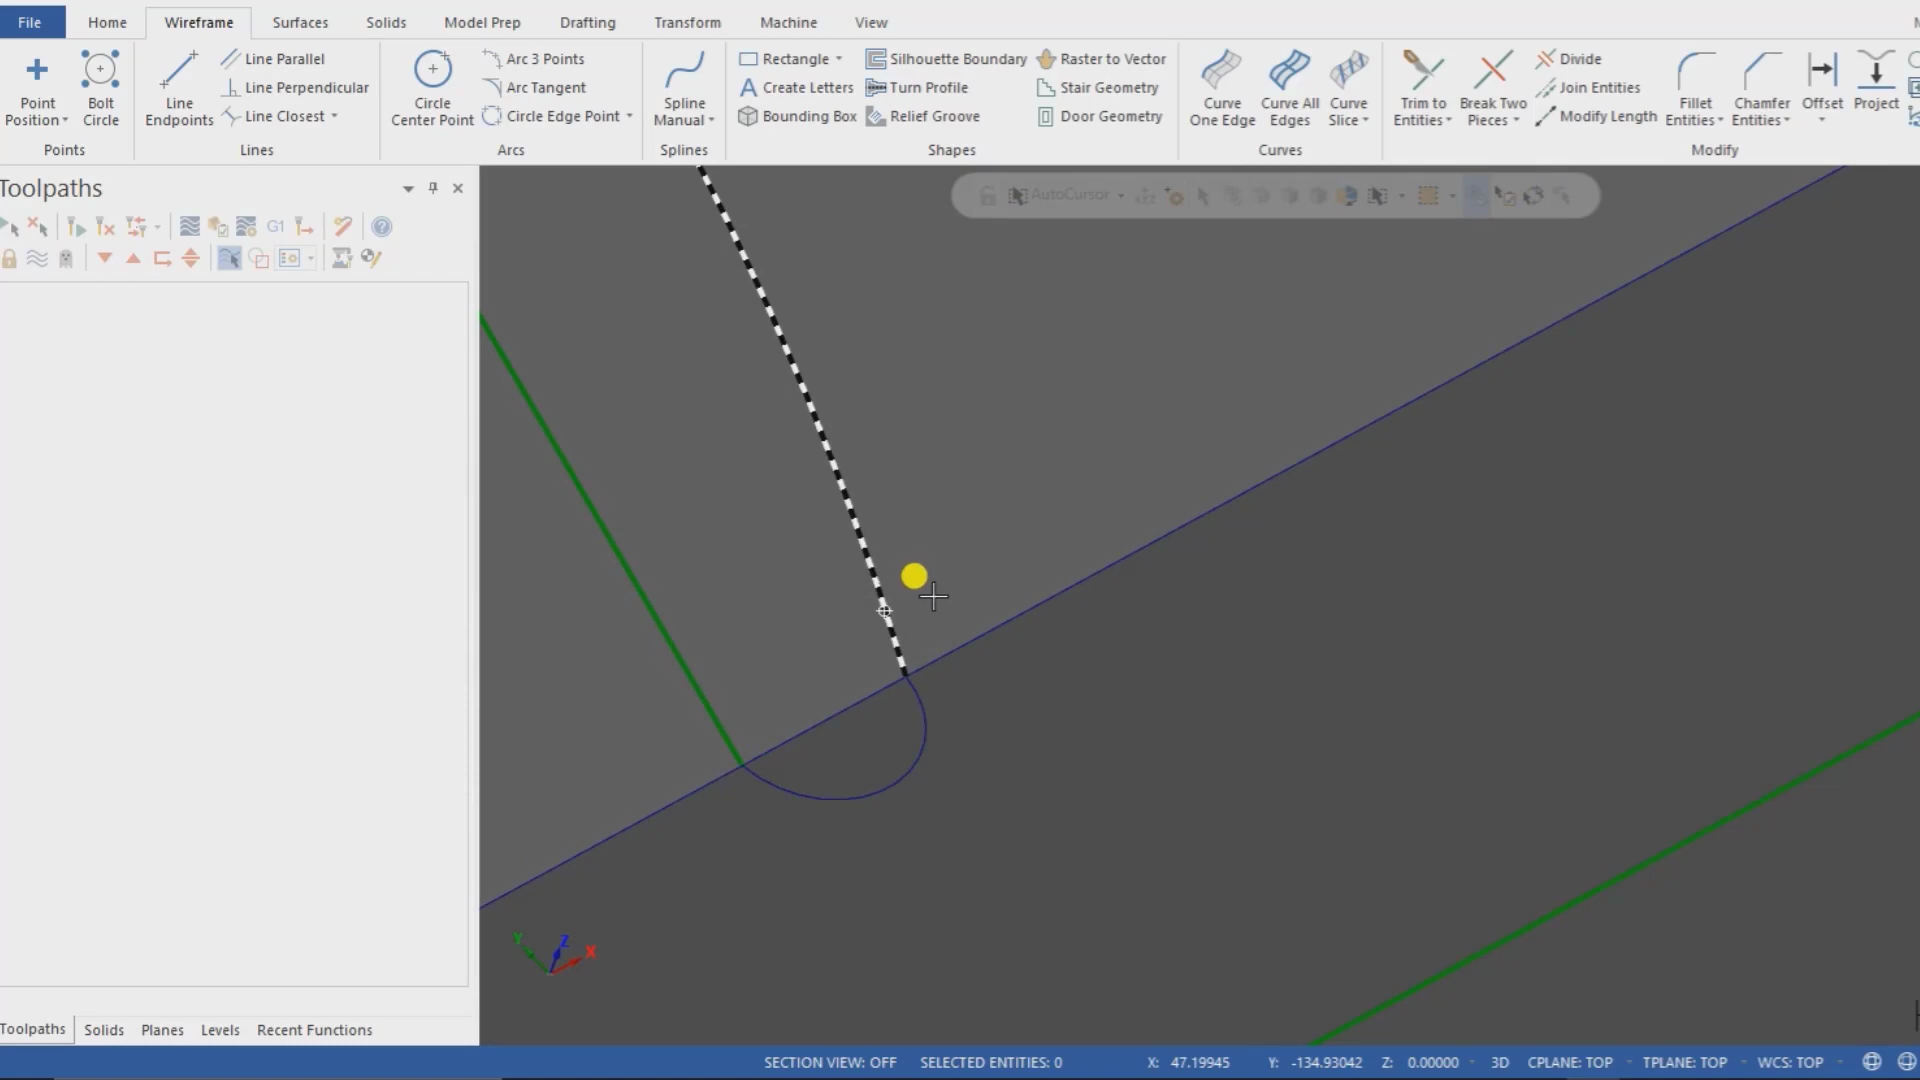 File Home Wireframe Surfaces Solids Model Prep Drafting Transform Machine View
Point Position
Bolt Circle
Points
Line Endpoints
Line Parallel
Line Perpendicular
Line Closest
Lines
Circle Center Point
Arc 3 Points
Arc Tangent
Circle Edge Point
Arcs
Spline Manual
Splines
Rectangle
Create Letters
Bounding Box
Silhouette Boundary
Turn Profile
Relief Groove
Raster to Vector
Stair Geometry
Door Geometry
Shapes
Curve One Edge
Curve All Edges
Curve Slice
Curves
Trim to Entities
Break Two Pieces
Divide
Join Entities
Modify Length
Fillet Entities
Chamfer Entities
Offset
Project
Modify
Toolpaths
G1
AutoCursor
Y Z X
Toolpaths Solids Planes Levels Recent Functions
SECTION VIEW: OFF SELECTED ENTITIES: 0 X: 47.19945 Y: -134.93042 Z: 0.00000 3D CPLANE: TOP TPLANE: TOP WCS: TOP